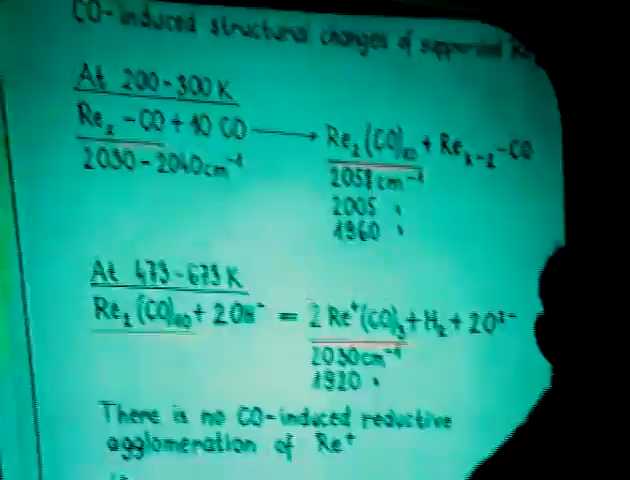 CO-induced structural changes of supported
At 200-300 K
Re₂-CO + 10 CO ⟶ Re₂(CO)₁₀ + Reₓ₋₂-CO
2030-2040 cm⁻¹
2051 cm⁻¹
2005 "
1960 "
At 473-673 K
Re₂(CO)₁₀ + 2OH⁻ = 2 Re⁺(CO)₃ + H₂ + 2O²⁻
2030 cm⁻¹
1920 "
There is no CO-induced reductive
agglomeration of Re⁺